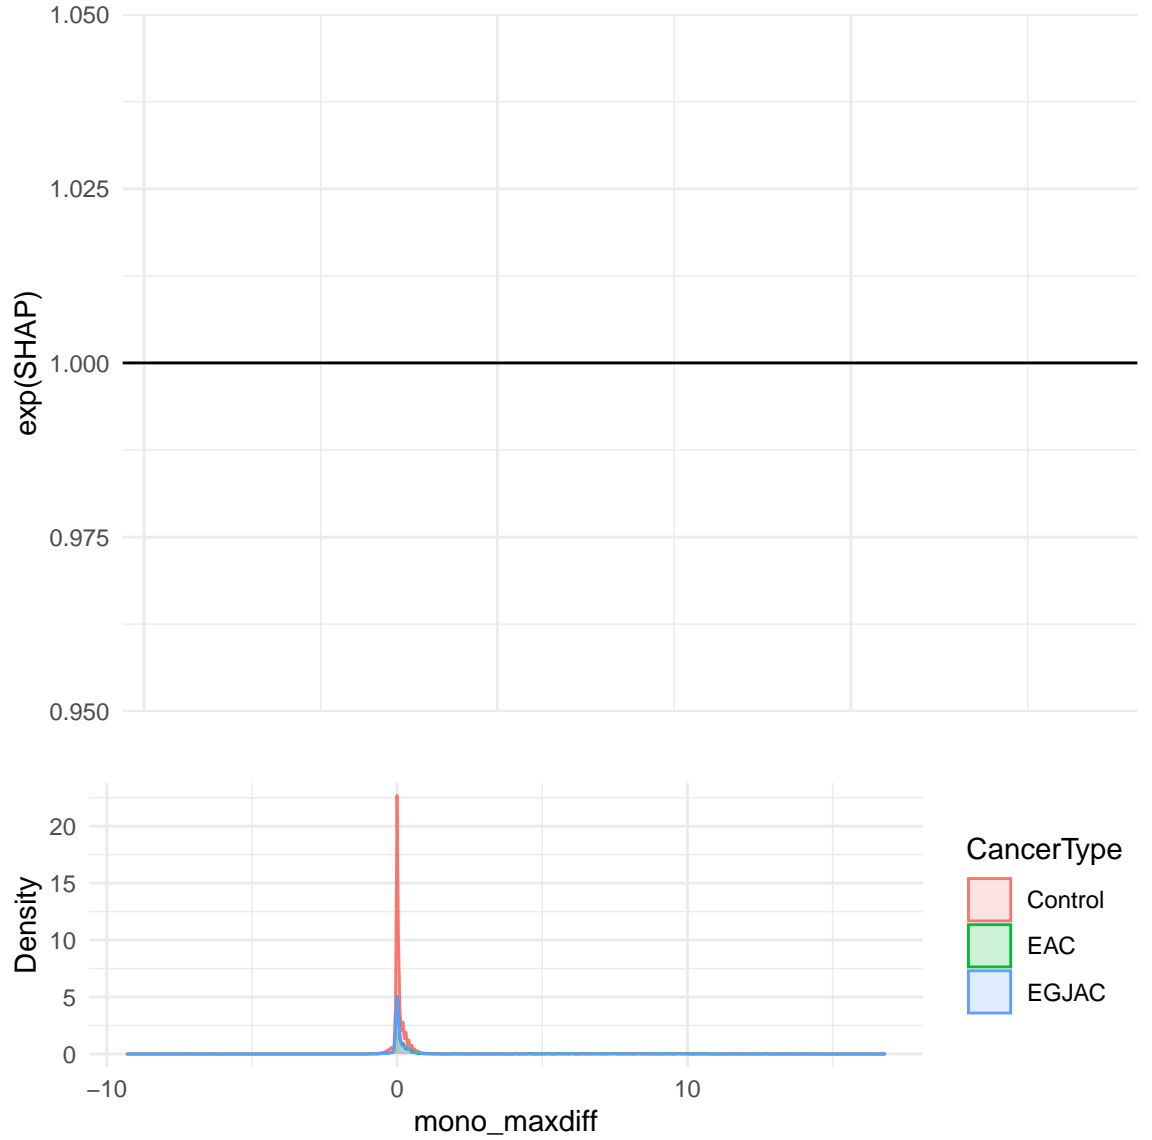 1.050
1.025
1.000
0.975
0.950
exp(SHAP)
20
15
10
5
0
Density
−10
0
10
mono_maxdiff
CancerType
Control
EAC
EGJAC